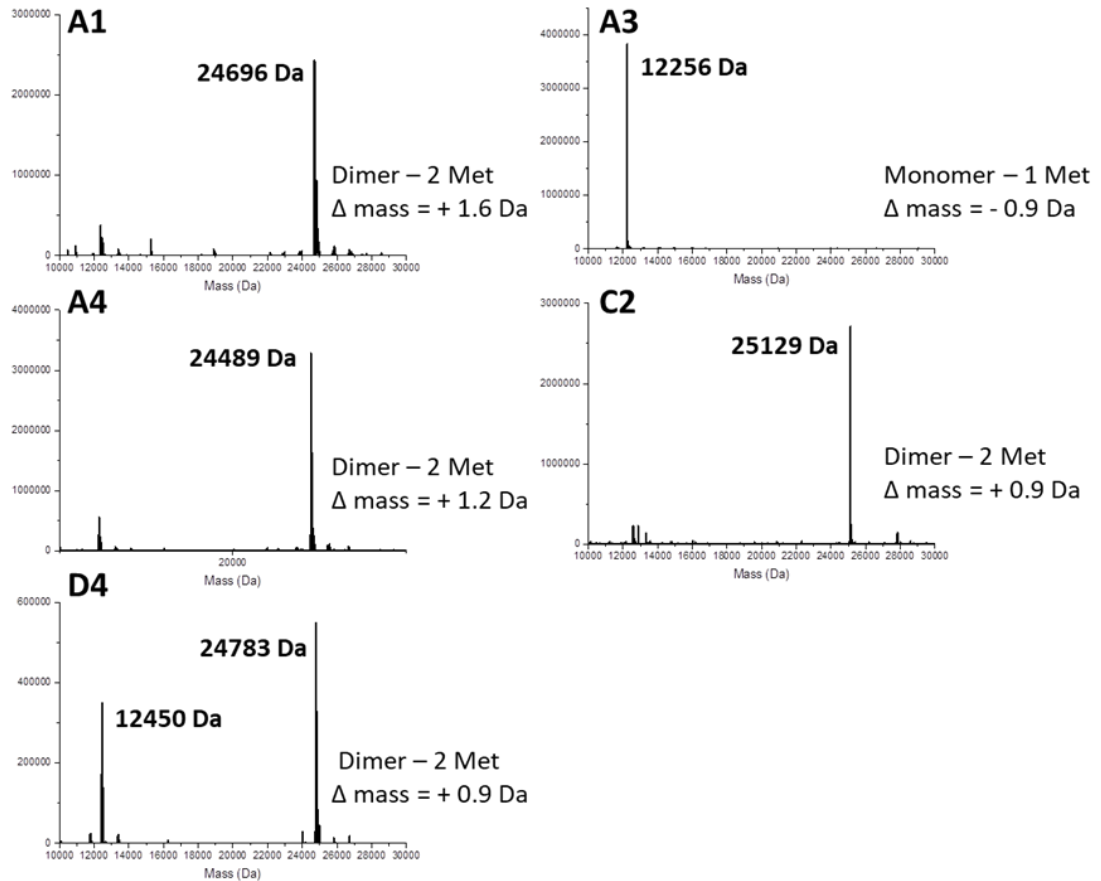 A1
3000000
2000000
1000000
0
24696 Da
Dimer – 2 Met
Δ mass = + 1.6 Da
10000 12000 14000 16000 18000 20000 22000 24000 26000 28000 30000
Mass (Da)
A3
4000000
3000000
2000000
1000000
0
12256 Da
Monomer – 1 Met
Δ mass = - 0.9 Da
10000 12000 14000 16000 18000 20000 22000 24000 26000 28000 30000
Mass (Da)
A4
4000000
3000000
2000000
1000000
0
24489 Da
Dimer – 2 Met
Δ mass = + 1.2 Da
20000
Mass (Da)
C2
3000000
2000000
1000000
0
25129 Da
Dimer – 2 Met
Δ mass = + 0.9 Da
10000 12000 14000 16000 18000 20000 22000 24000 26000 28000 30000
Mass (Da)
D4
600000
400000
200000
0
24783 Da
12450 Da
Dimer – 2 Met
Δ mass = + 0.9 Da
10000 12000 14000 16000 18000 20000 22000 24000 26000 28000 30000
Mass (Da)